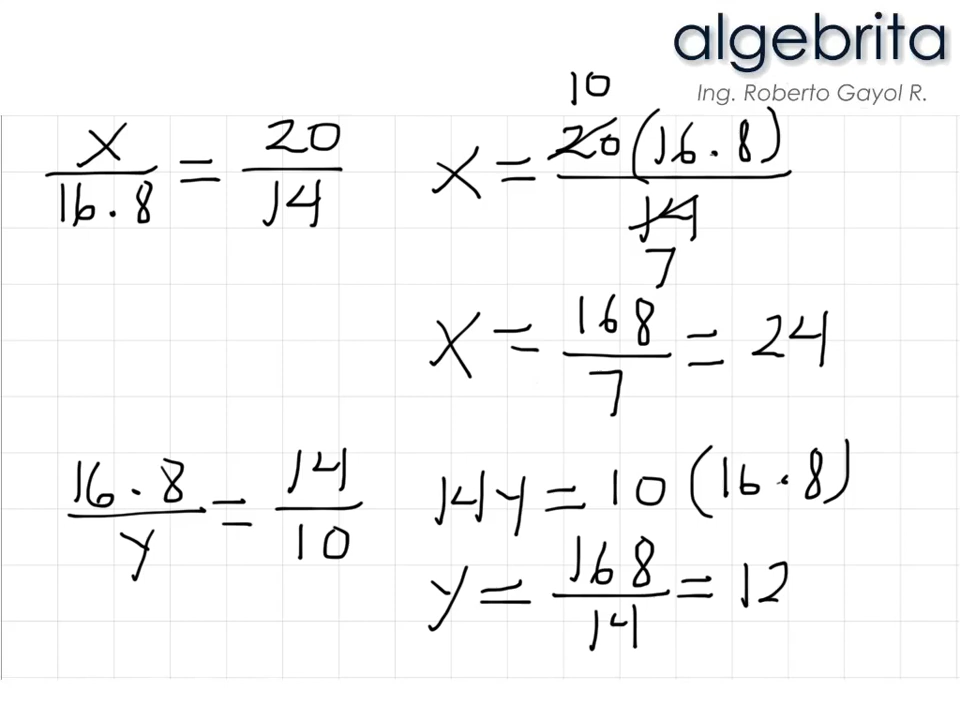 algebrita
Ing. Roberto Gayol R.
x/16.8 = 20/14
10
x = 20(16.8)/14
7
x = 168/7 = 24
16.8/y = 14/10
14y = 10(16.8)
y = 168/14 = 12